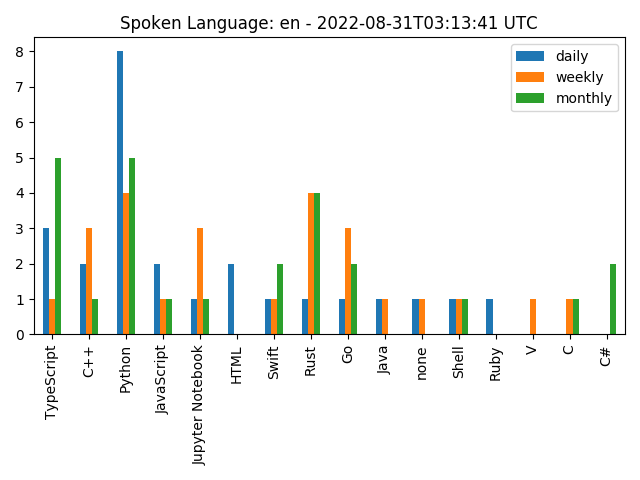 Spoken Language: en - 2022-08-31T03:13:41 UTC
daily
weekly
monthly
8
7
6
5
4
3
2
1
0
TypeScript
C++
Python
JavaScript
Jupyter Notebook
HTML
Swift
Rust
Go
Java
none
Shell
Ruby
V
C
C#